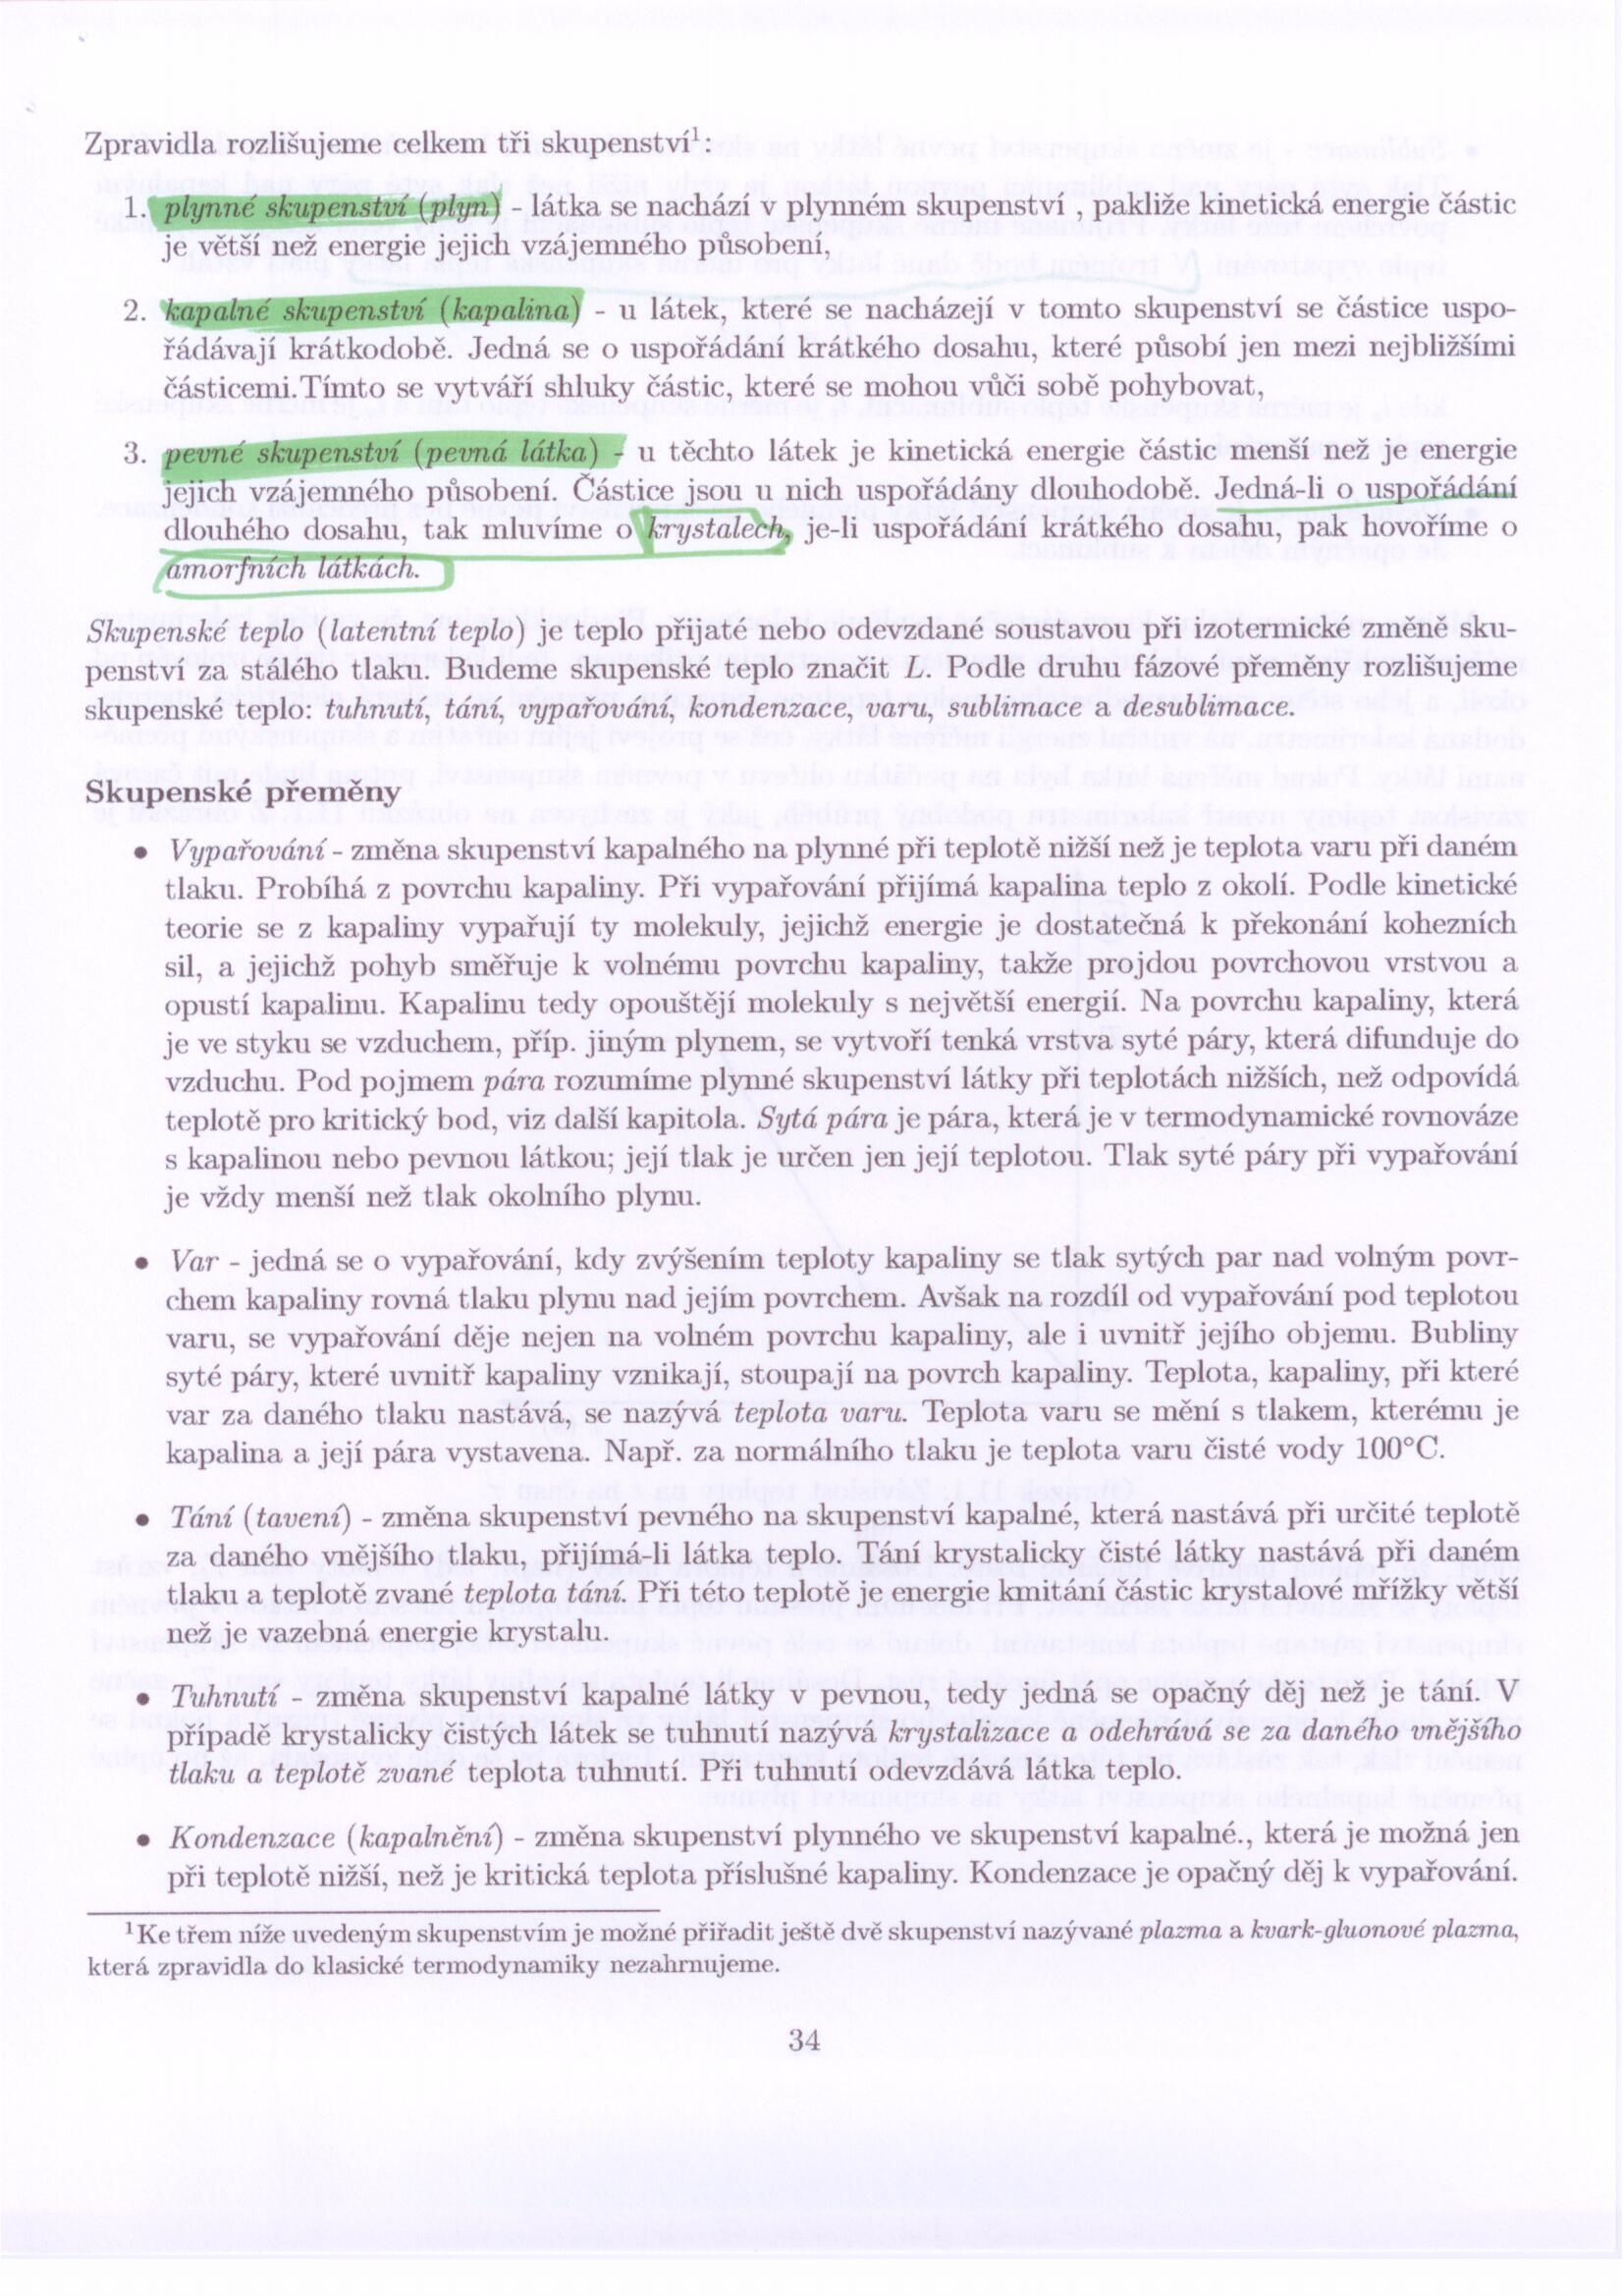 Zpravidla rozlišujeme celkem tři skupenství¹:
1. plynné skupenství (plyn) - látka se nachází v plynném skupenství , pakliže kinetická energie částic
je větší než energie jejich vzájemného působení,
2. kapalné skupenství (kapalina) - u látek, které se nacházejí v tomto skupenství se částice uspo-
řádávají krátkodobě. Jedná se o uspořádání krátkého dosahu, které působí jen mezi nejbližšími
částicemi.Tímto se vytváří shluky částic, které se mohou vůči sobě pohybovat,
3. pevné skupenství (pevná látka) - u těchto látek je kinetická energie částic menší než je energie
jejich vzájemného působení. Částice jsou u nich uspořádány dlouhodobě. Jedná-li o uspořádání
dlouhého dosahu, tak mluvíme o krystalech, je-li uspořádání krátkého dosahu, pak hovoříme o
amorfních látkách.
Skupenské teplo (latentní teplo) je teplo přijaté nebo odevzdané soustavou při izotermické změně sku-
penství za stálého tlaku. Budeme skupenské teplo značit L. Podle druhu fázové přeměny rozlišujeme
skupenské teplo: tuhnutí, tání, vypařování, kondenzace, varu, sublimace a desublimace.
Skupenské přeměny
• Vypařování - změna skupenství kapalného na plynné při teplotě nižší než je teplota varu při daném
tlaku. Probíhá z povrchu kapaliny. Při vypařování přijímá kapalina teplo z okolí. Podle kinetické
teorie se z kapaliny vypařují ty molekuly, jejichž energie je dostatečná k překonání kohezních
sil, a jejichž pohyb směřuje k volnému povrchu kapaliny, takže projdou povrchovou vrstvou a
opustí kapalinu. Kapalinu tedy opouštějí molekuly s největší energií. Na povrchu kapaliny, která
je ve styku se vzduchem, příp. jiným plynem, se vytvoří tenká vrstva syté páry, která difunduje do
vzduchu. Pod pojmem pára rozumíme plynné skupenství látky při teplotách nižších, než odpovídá
teplotě pro kritický bod, viz další kapitola. Sytá pára je pára, která je v termodynamické rovnováze
s kapalinou nebo pevnou látkou; její tlak je určen jen její teplotou. Tlak syté páry při vypařování
je vždy menší než tlak okolního plynu.
• Var - jedná se o vypařování, kdy zvýšením teploty kapaliny se tlak sytých par nad volným povr-
chem kapaliny rovná tlaku plynu nad jejím povrchem. Avšak na rozdíl od vypařování pod teplotou
varu, se vypařování děje nejen na volném povrchu kapaliny, ale i uvnitř jejího objemu. Bubliny
syté páry, které uvnitř kapaliny vznikají, stoupají na povrch kapaliny. Teplota, kapaliny, při které
var za daného tlaku nastává, se nazývá teplota varu. Teplota varu se mění s tlakem, kterému je
kapalina a její pára vystavena. Např. za normálního tlaku je teplota varu čisté vody 100°C.
• Tání (tavení) - změna skupenství pevného na skupenství kapalné, která nastává při určité teplotě
za daného vnějšího tlaku, přijímá-li látka teplo. Tání krystalicky čisté látky nastává při daném
tlaku a teplotě zvané teplota tání. Při této teplotě je energie kmitání částic krystalové mřížky větší
než je vazebná energie krystalu.
• Tuhnutí - změna skupenství kapalné látky v pevnou, tedy jedná se opačný děj než je tání. V
případě krystalicky čistých látek se tuhnutí nazývá krystalizace a odehrává se za daného vnějšího
tlaku a teplotě zvané teplota tuhnutí. Při tuhnutí odevzdává látka teplo.
• Kondenzace (kapalnění) - změna skupenství plynného ve skupenství kapalné., která je možná jen
při teplotě nižší, než je kritická teplota příslušné kapaliny. Kondenzace je opačný děj k vypařování.
¹Ke třem níže uvedeným skupenstvím je možné přiřadit ještě dvě skupenství nazývané plazma a kvark-gluonové plazma,
která zpravidla do klasické termodynamiky nezahrnujeme.
34